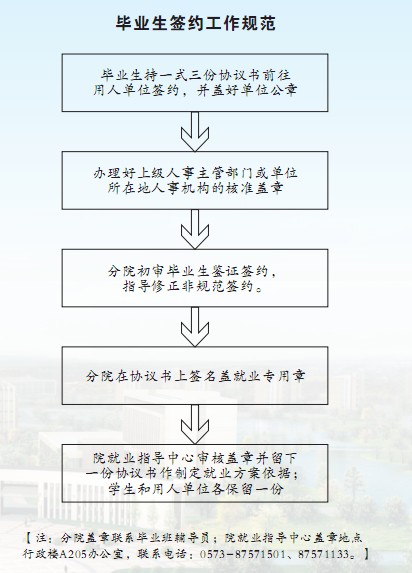 毕业生签约工作规范
毕业生持一式三份协议书前往
用人单位签约，并盖好单位公章
办理好上级人事主管部门或单位
所在地人事机构的核准盖章
分院初审毕业生鉴证签约，
指导修正非规范签约。
分院在协议书上签名盖就业专用章
院就业指导中心审核盖章并留下
一份协议书作制定就业方案依据；
学生和用人单位各保留一份
【注：分院盖章联系毕业班辅导员；院就业指导中心盖章地点
行政楼A205办公室，联系电话：0573-87571501、87571133。】